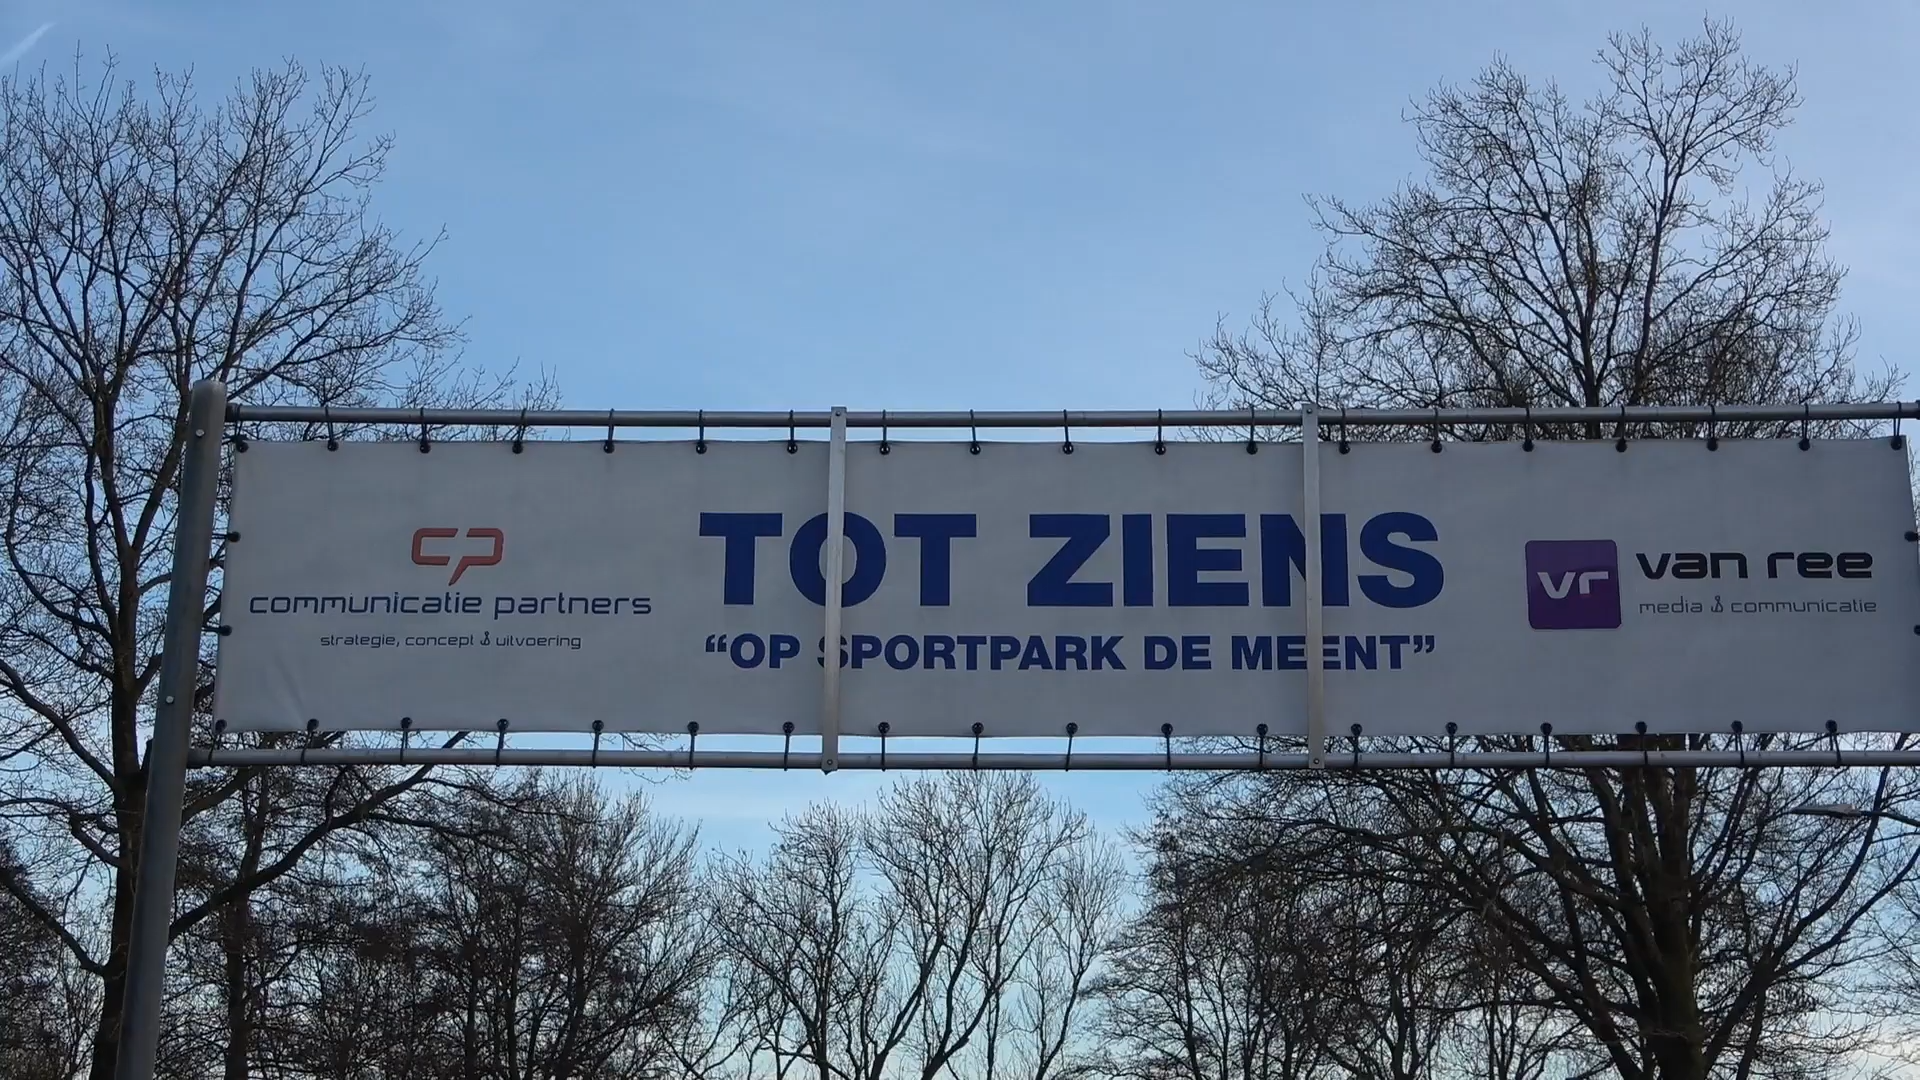 cp
communicatie partners
strategie, concept & uitvoering
TOT ZIENS
“OP SPORTPARK DE MEENT”
vr
van ree
media & communicatie